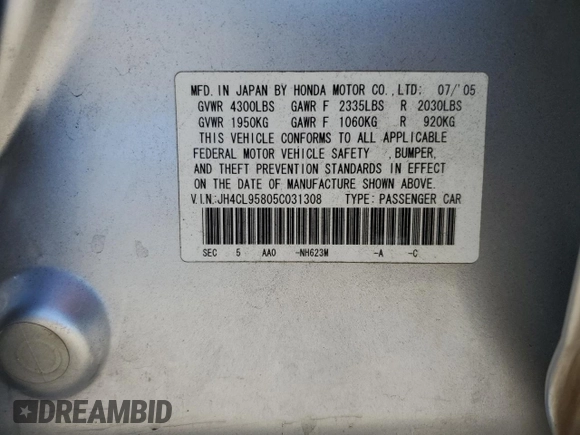 MFD. IN JAPAN BY HONDA MOTOR CO., LTD: 07/'05
GVWR 4300LBS GAWR F 2335LBS R 2030LBS
GVWR 1950KG GAWR F 1060KG R 920KG
THIS VEHICLE CONFORMS TO ALL APPLICABLE
FEDERAL MOTOR VEHICLE SAFETY , BUMPER,
AND THEFT PREVENTION STANDARDS IN EFFECT
ON THE DATE OF MANUFACTURE SHOWN ABOVE.
V.I.N.:JH4CL95805C031308 TYPE: PASSENGER CAR
SEC 5 AAO -NH623M -A -C
DREAMBID